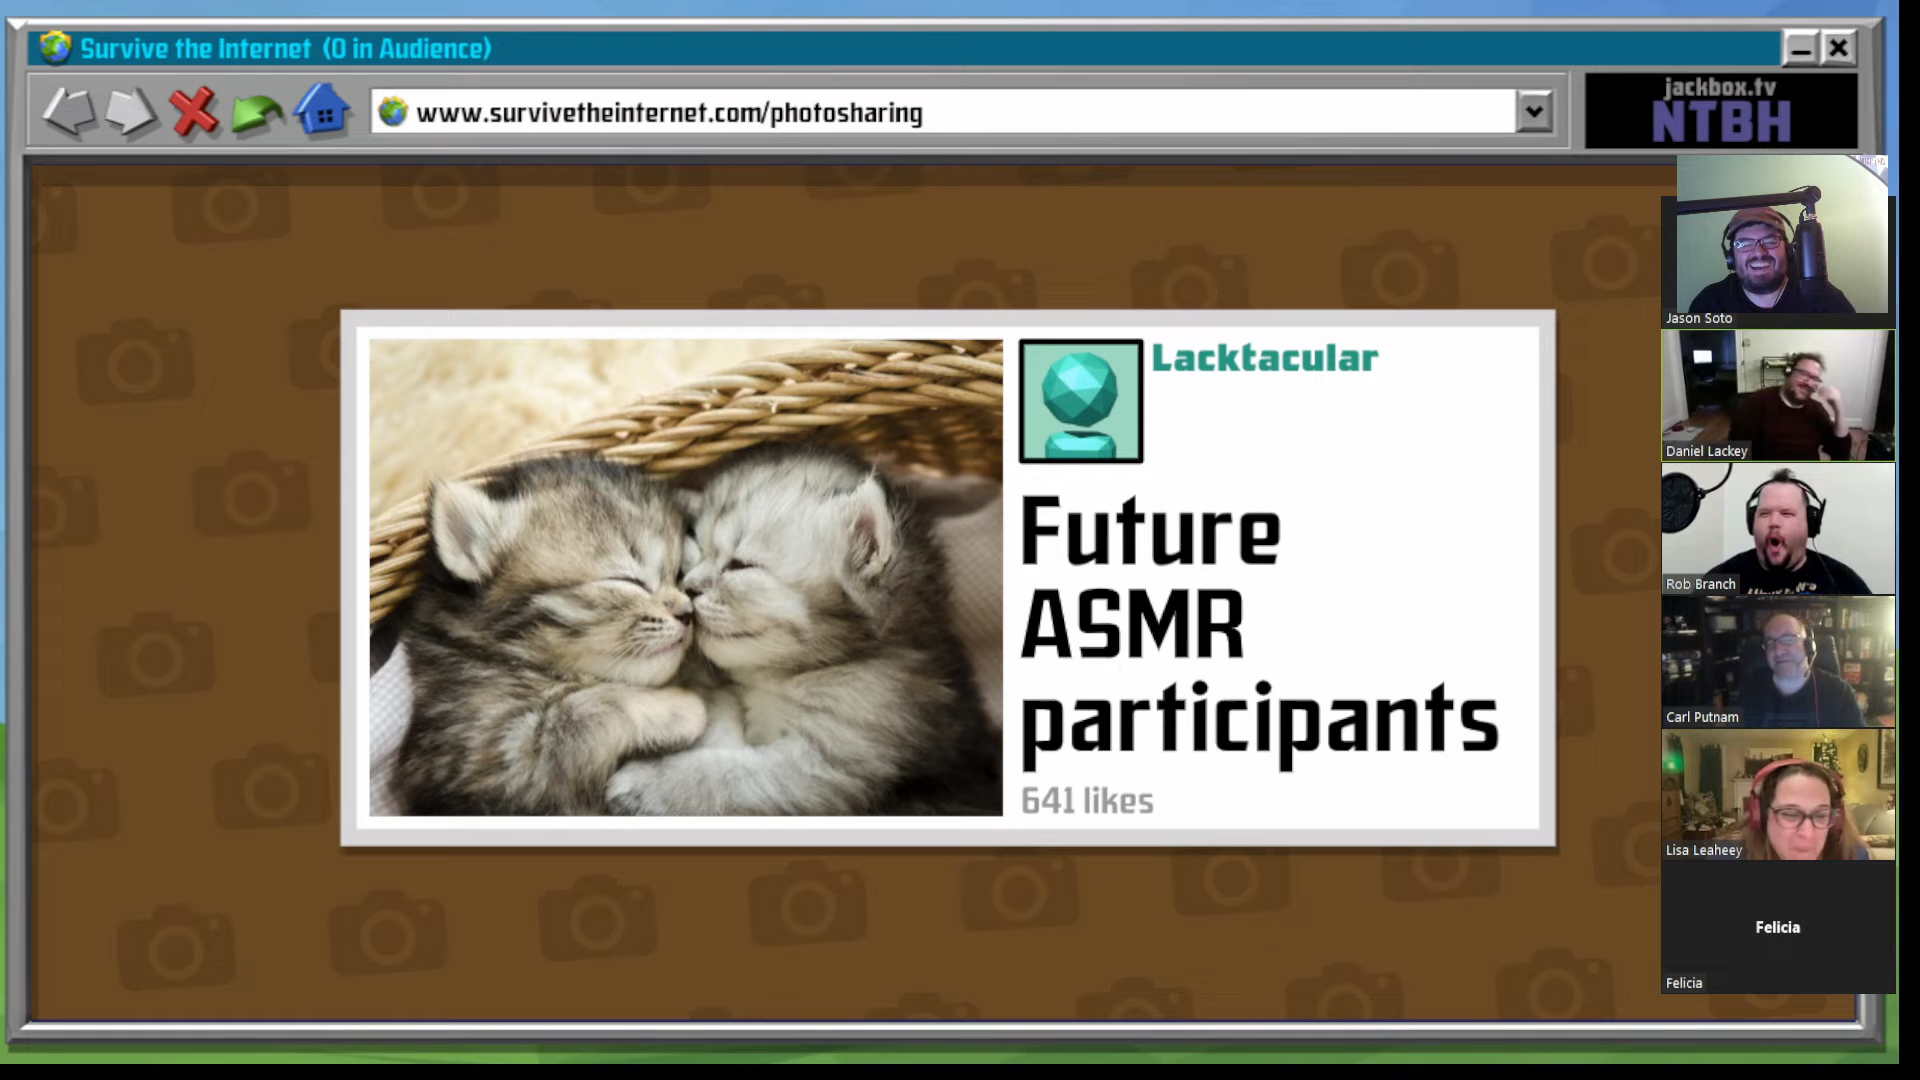 Survive the Internet (0 in Audience)
www.survivetheinternet.com/photosharing
jackbox.tv
NTBH
Lacktacular
Future
ASMR
participants
641 likes
Jason Soto
Daniel Lackey
Rob Branch
Carl Putnam
Lisa Leaheey
Felicia
Felicia